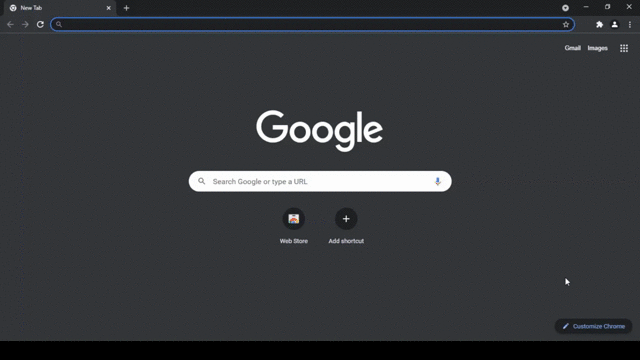 New Tab
Gmail Images
Google
Search Google or type a URL
Web Store Add shortcut
Customize Chrome